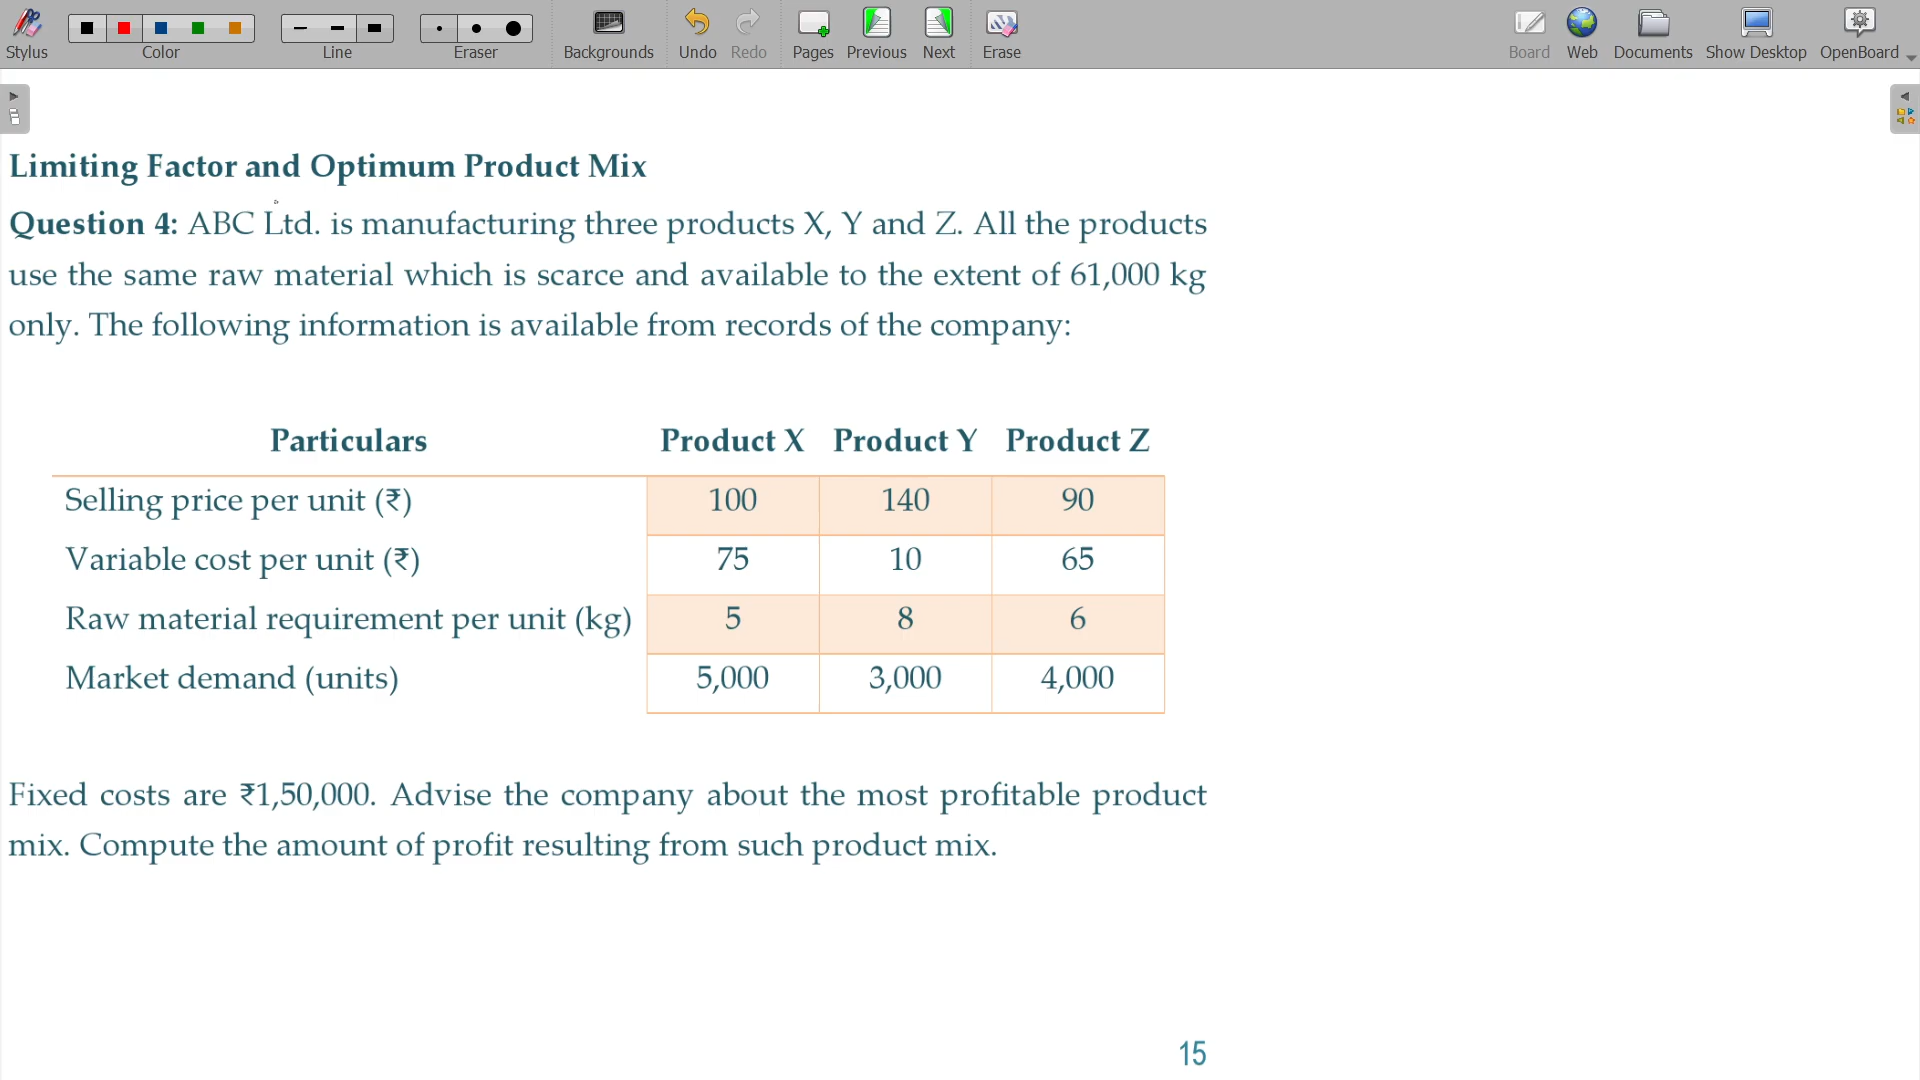 Stylus Color Line Eraser Backgrounds Undo Redo Pages Previous Next Erase Board Web Documents Show Desktop OpenBoard
Limiting Factor and Optimum Product Mix
Question 4: ABC Ltd. is manufacturing three products X, Y and Z. All the products
use the same raw material which is scarce and available to the extent of 61,000 kg
only. The following information is available from records of the company:
Particulars Product X Product Y Product Z
Selling price per unit (₹) 100 140 90
Variable cost per unit (₹) 75 10 65
Raw material requirement per unit (kg) 5 8 6
Market demand (units) 5,000 3,000 4,000
Fixed costs are ₹1,50,000. Advise the company about the most profitable product
mix. Compute the amount of profit resulting from such product mix.
15